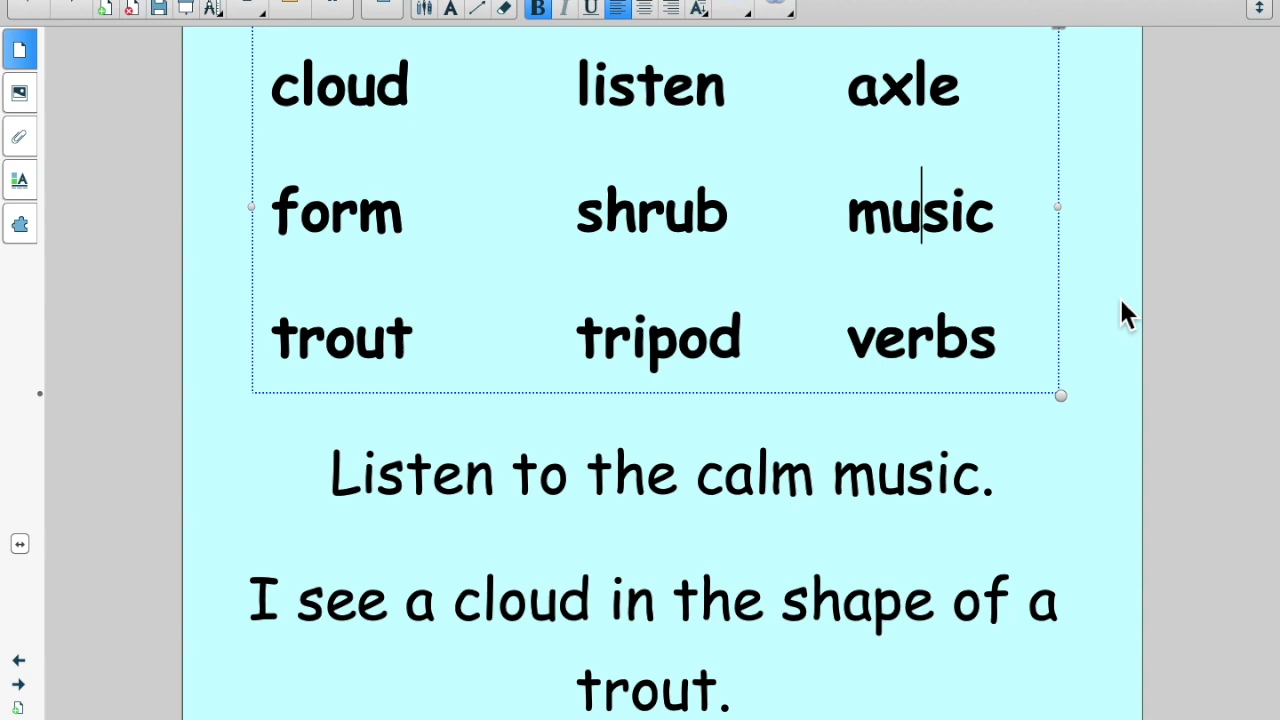 cloud listen axle
form shrub music
trout tripod verbs
Listen to the calm music.
I see a cloud in the shape of a
trout.